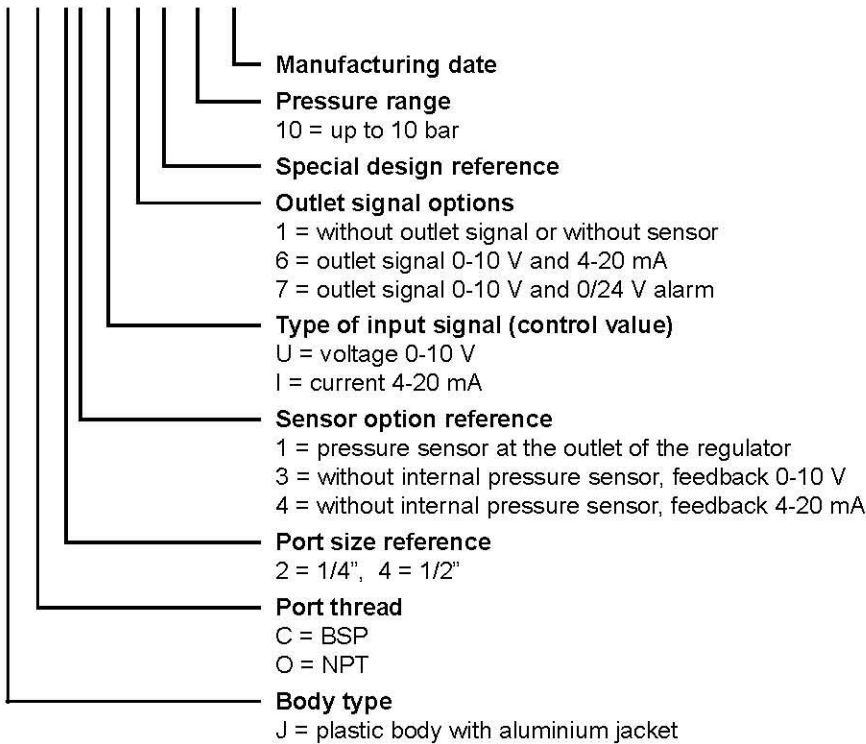 Manufacturing date
Pressure range
10 = up to 10 bar
Special design reference
Outlet signal options
1 = without outlet signal or without sensor
6 = outlet signal 0-10 V and 4-20 mA
7 = outlet signal 0-10 V and 0/24 V alarm
Type of input signal (control value)
U = voltage 0-10 V
I = current 4-20 mA
Sensor option reference
1 = pressure sensor at the outlet of the regulator
3 = without internal pressure sensor, feedback 0-10 V
4 = without internal pressure sensor, feedback 4-20 mA
Port size reference
2 = 1/4”, 4 = 1/2”
Port thread
C = BSP
O = NPT
Body type
J = plastic body with aluminium jacket